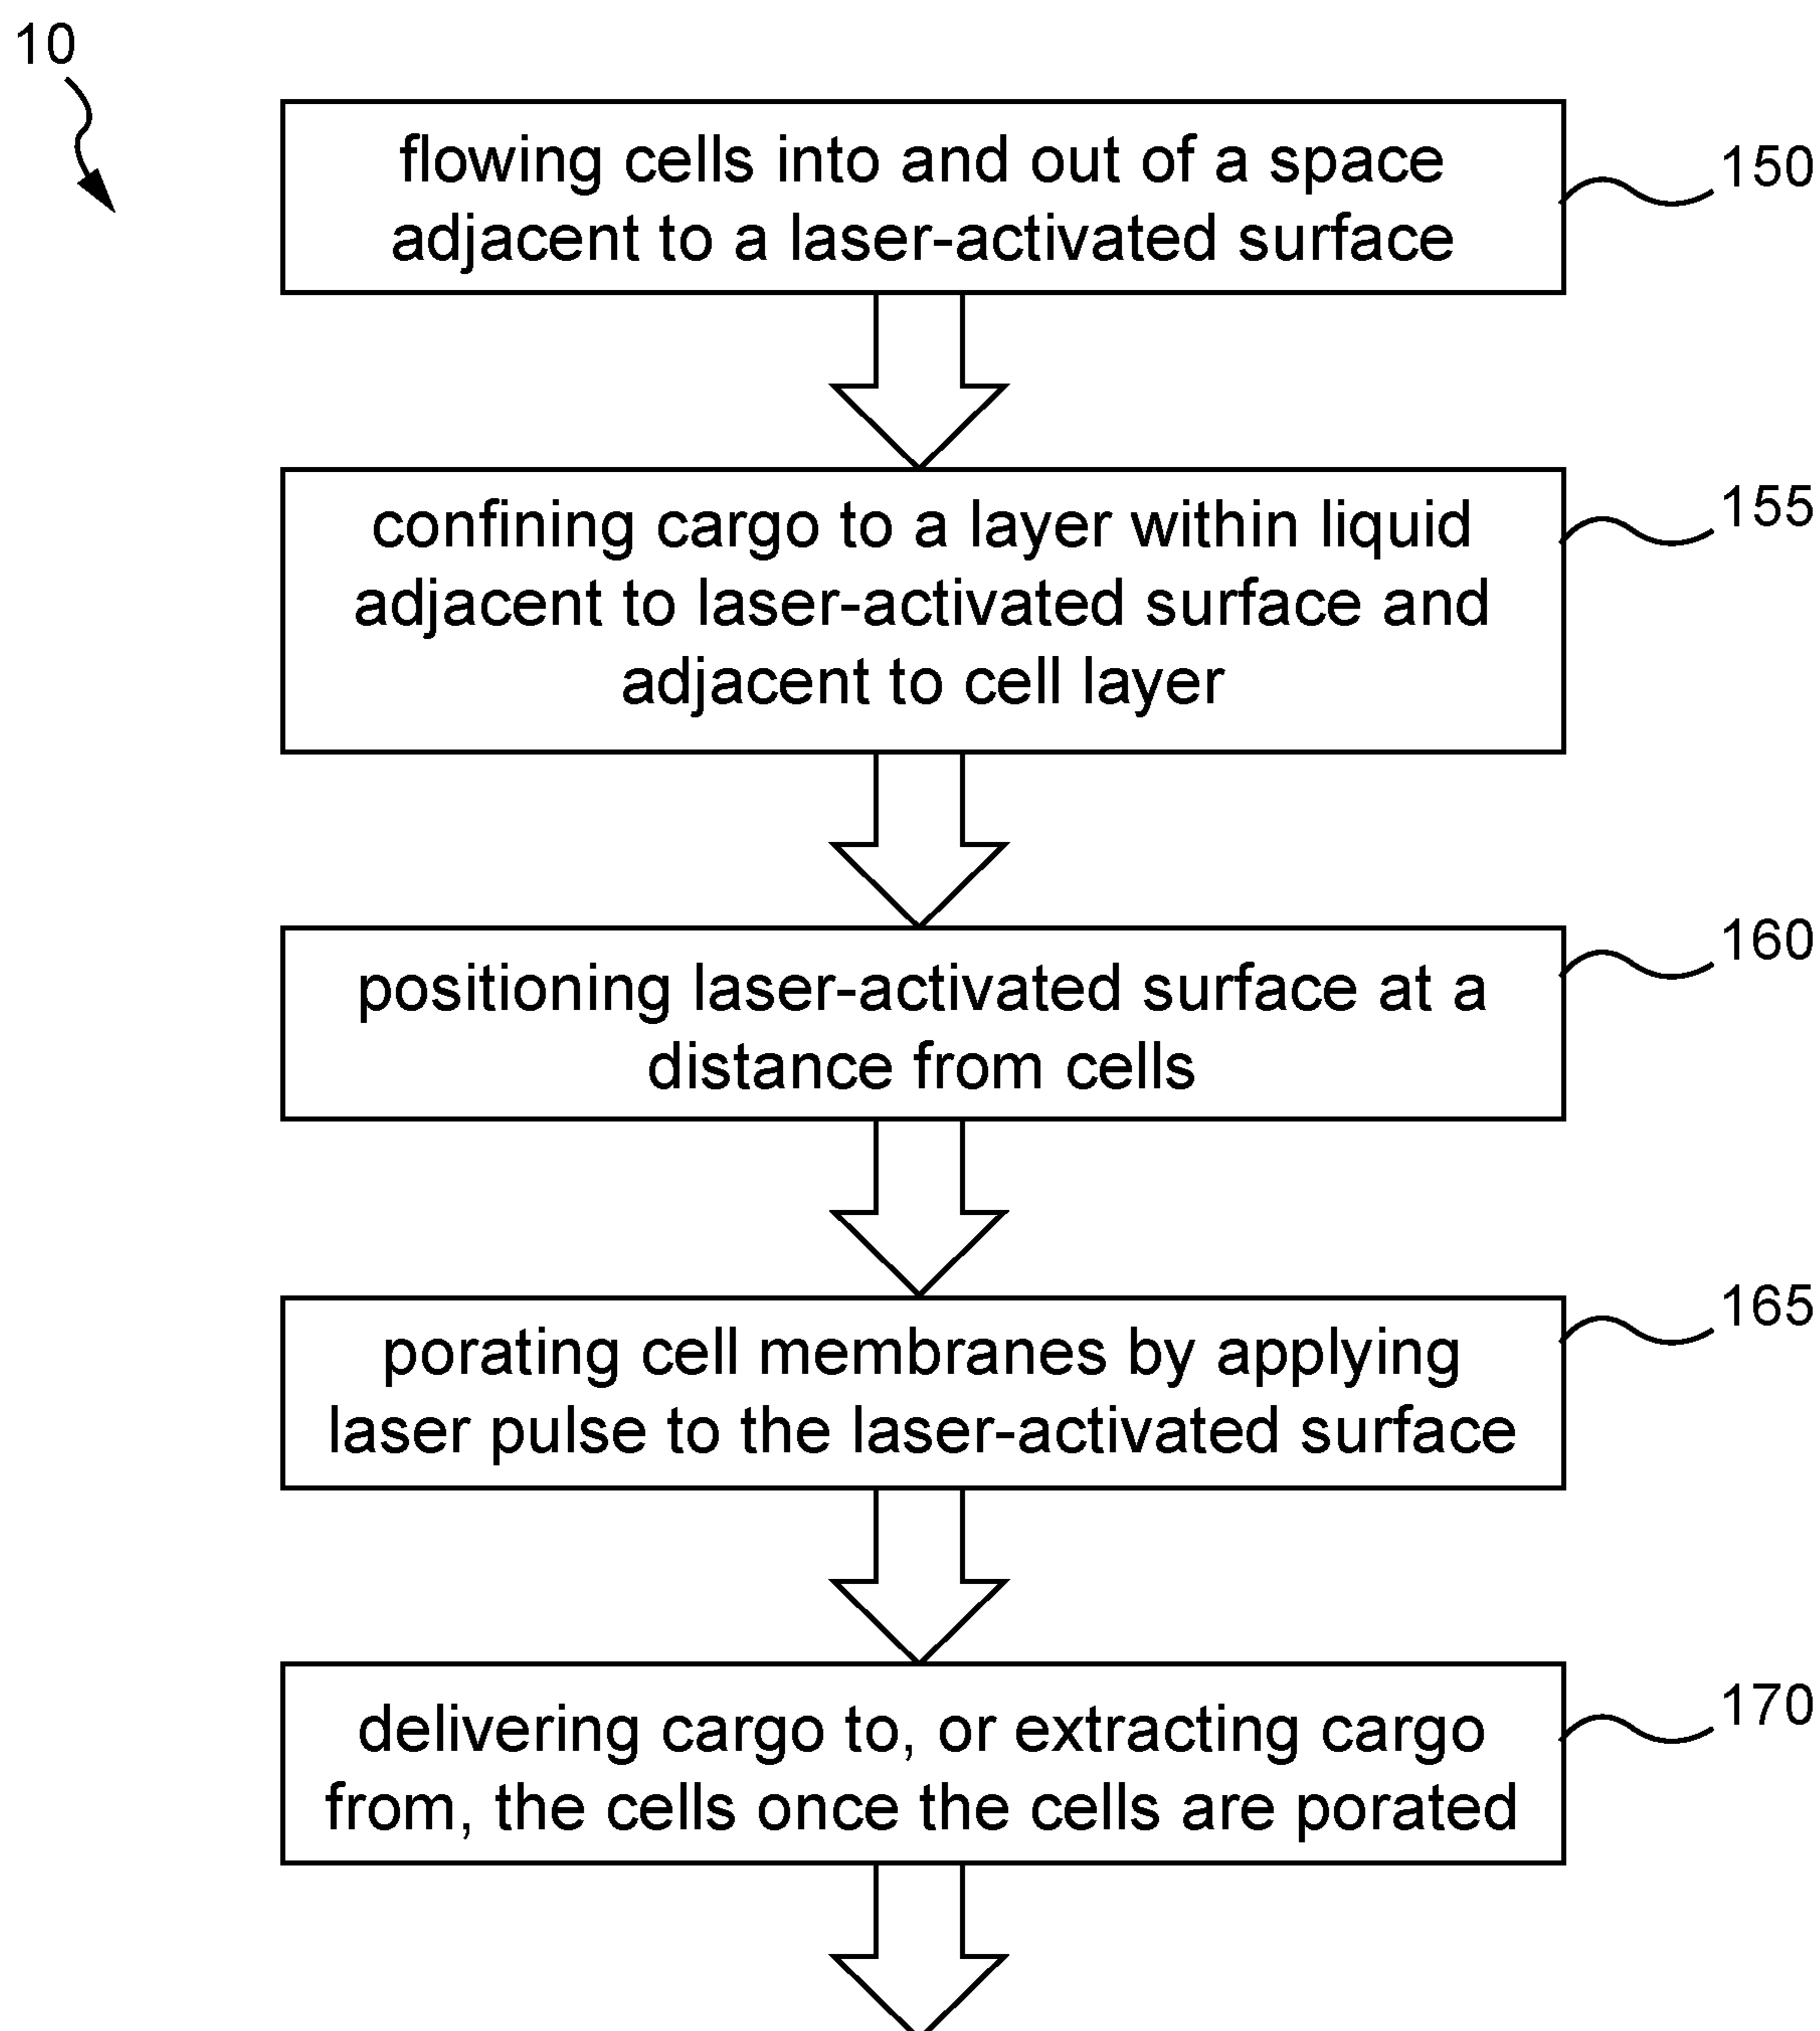 10
flowing cells into and out of a space
adjacent to a laser-activated surface
150
confining cargo to a layer within liquid
adjacent to laser-activated surface and
adjacent to cell layer
155
positioning laser-activated surface at a
distance from cells
160
porating cell membranes by applying
laser pulse to the laser-activated surface
165
delivering cargo to, or extracting cargo
from, the cells once the cells are porated
170